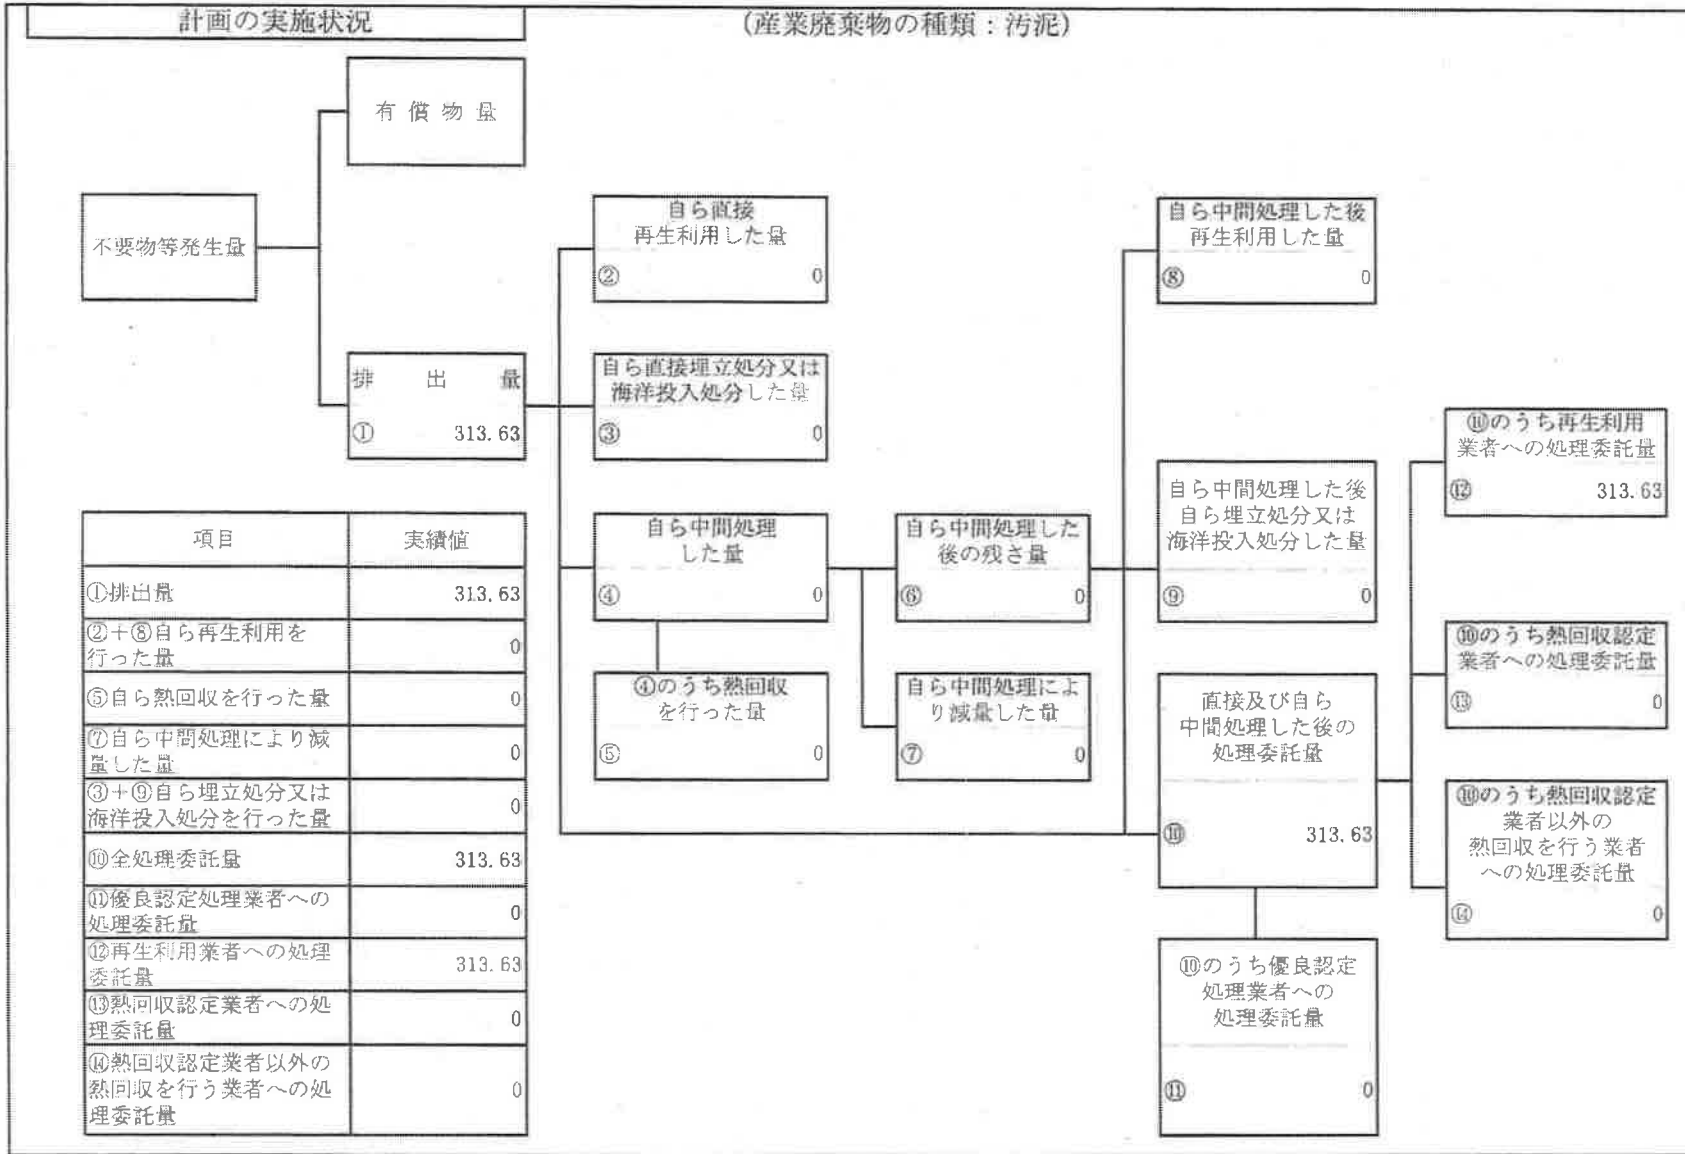 計画の実施状況
(産業廃棄物の種類：汚泥)
有償物量
不要物等発生量
排出量
① 313.63
自ら直接
再生利用した量
② 0
自ら直接埋立処分又は
海洋投入処分した量
③ 0
自ら中間処理
した量
④ 0
④のうち熱回収
を行った量
⑤ 0
自ら中間処理した
後の残さ量
⑥ 0
自ら中間処理によ
り減量した量
⑦ 0
自ら中間処理した後
再生利用した量
⑧ 0
自ら中間処理した後
自ら埋立処分又は
海洋投入処分した量
⑨ 0
直接及び自ら
中間処理した後の
処理委託量
⑩ 313.63
⑩のうち優良認定
処理業者への
処理委託量
⑪ 0
⑩のうち再生利用
業者への処理委託量
⑫ 313.63
⑩のうち熱回収認定
業者への処理委託量
⑬ 0
⑩のうち熱回収認定
業者以外の
熱回収を行う業者
への処理委託量
⑭ 0
項目 実績値
①排出量 313.63
②＋⑧自ら再生利用を
行った量 0
⑤自ら熱回収を行った量 0
⑦自ら中間処理により減
量した量 0
③＋⑨自ら埋立処分又は
海洋投入処分を行った量 0
⑩全処理委託量 313.63
⑪優良認定処理業者への
処理委託量 0
⑫再生利用業者への処理
委託量 313.63
⑬熱回収認定業者への処
理委託量 0
⑭熱回収認定業者以外の
熱回収を行う業者への処
理委託量 0